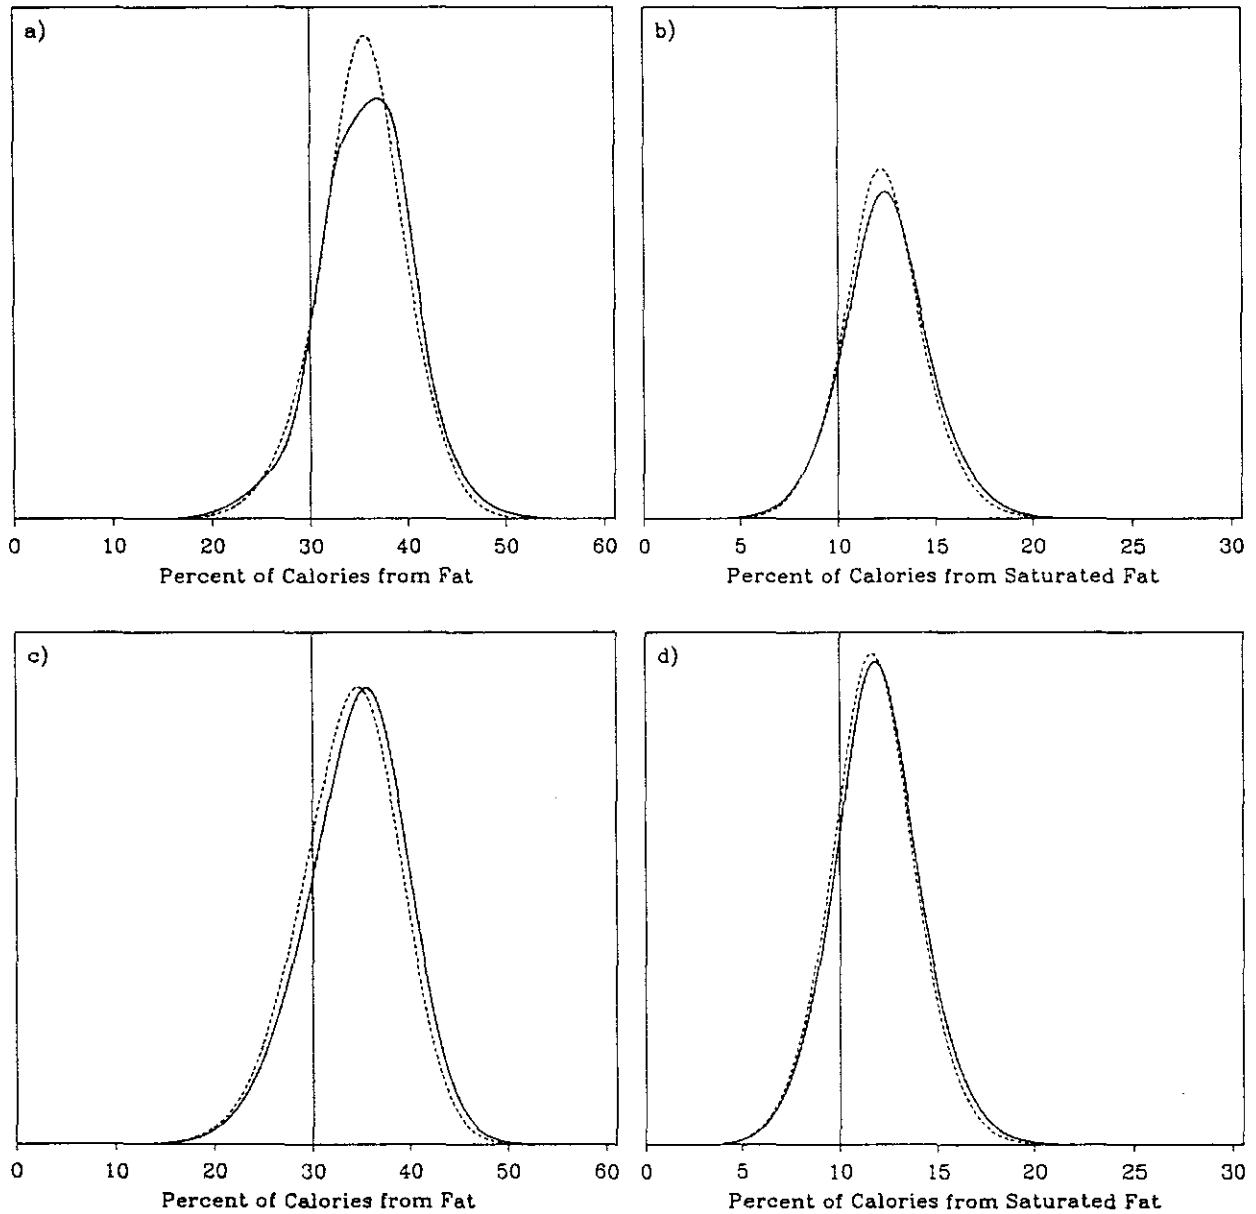 a)
b)
0 10 20 30 40 50 60
0 5 10 15 20 25 30
Percent of Calories from Fat
Percent of Calories from Saturated Fat
c)
d)
0 10 20 30 40 50 60
0 5 10 15 20 25 30
Percent of Calories from Fat
Percent of Calories from Saturated Fat